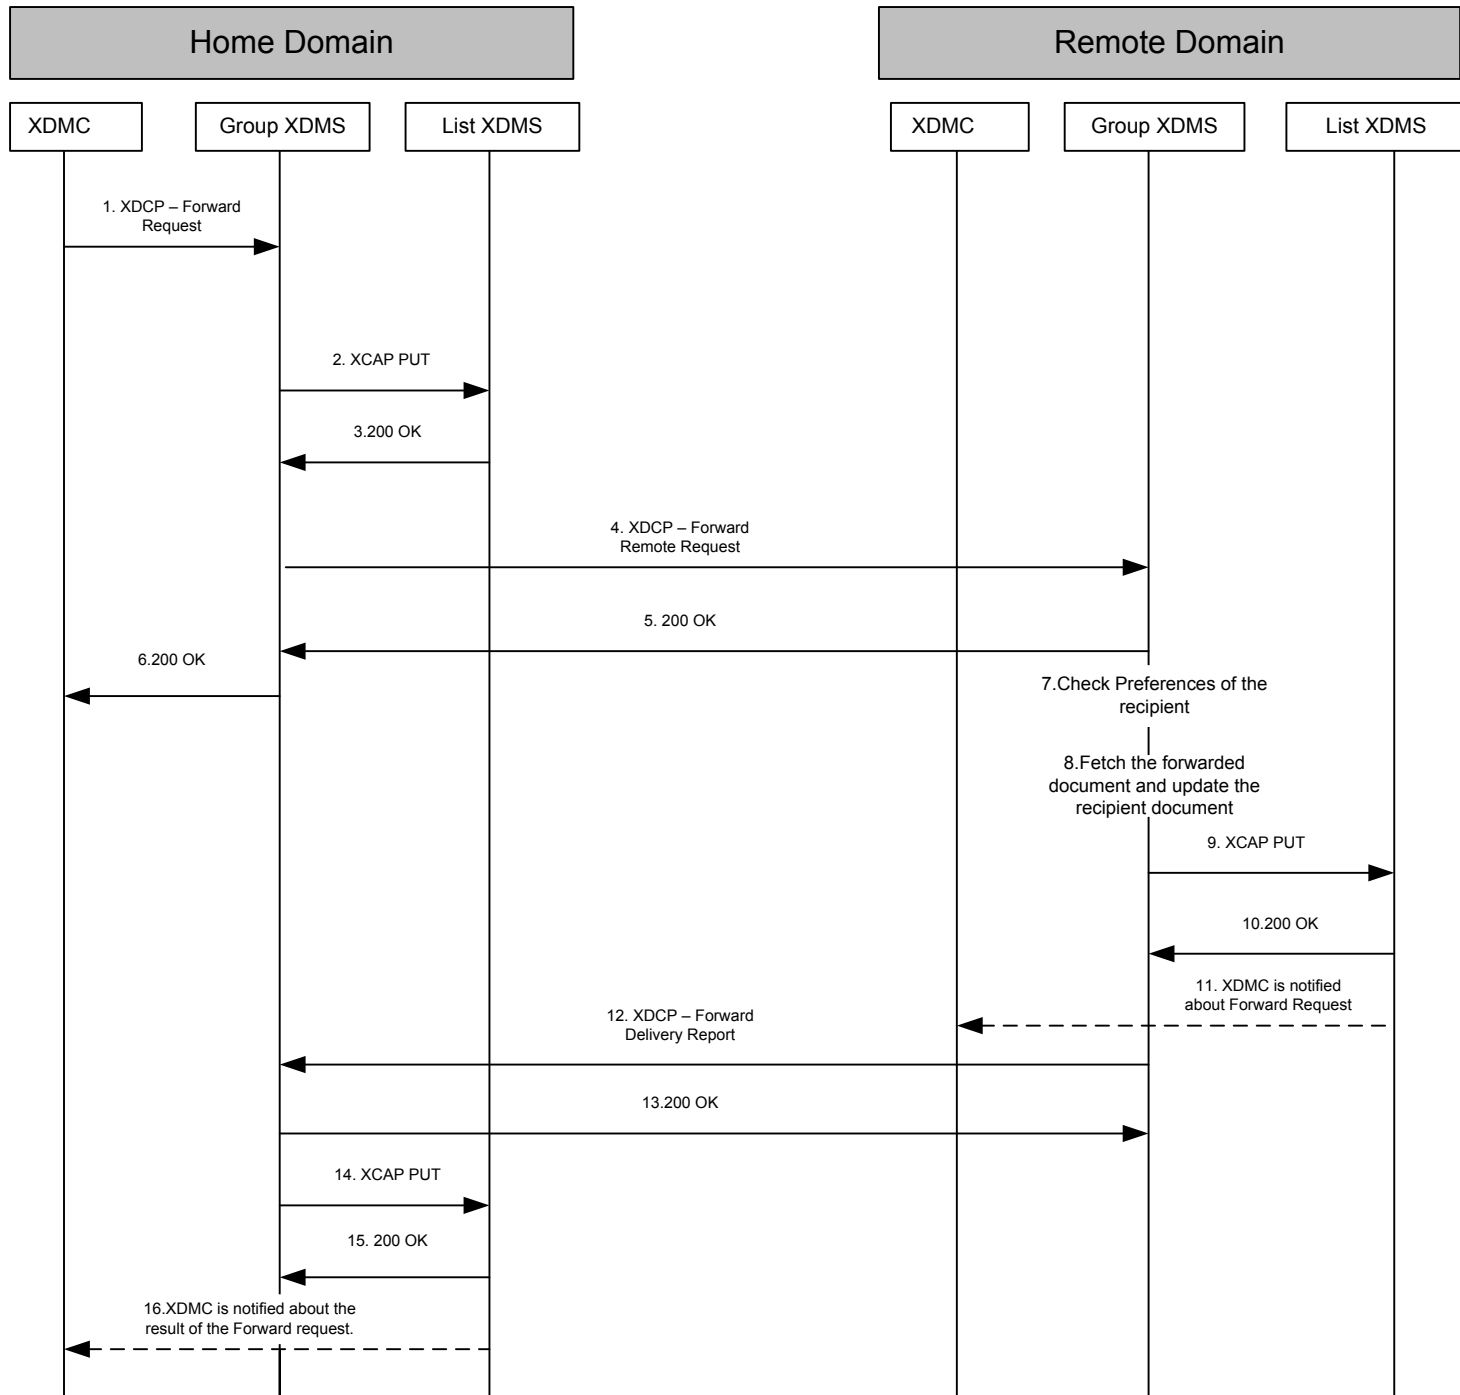 Home Domain
Remote Domain
XDMC
Group XDMS
List XDMS
XDMC
Group XDMS
List XDMS
1. XDCP – Forward
Request
2. XCAP PUT
3.200 OK
4. XDCP – Forward
Remote Request
5. 200 OK
6.200 OK
7.Check Preferences of the
recipient
8.Fetch the forwarded
document and update the
recipient document
9. XCAP PUT
10.200 OK
11. XDMC is notified
about Forward Request
12. XDCP – Forward
Delivery Report
13.200 OK
14. XCAP PUT
15. 200 OK
16.XDMC is notified about the
result of the Forward request.